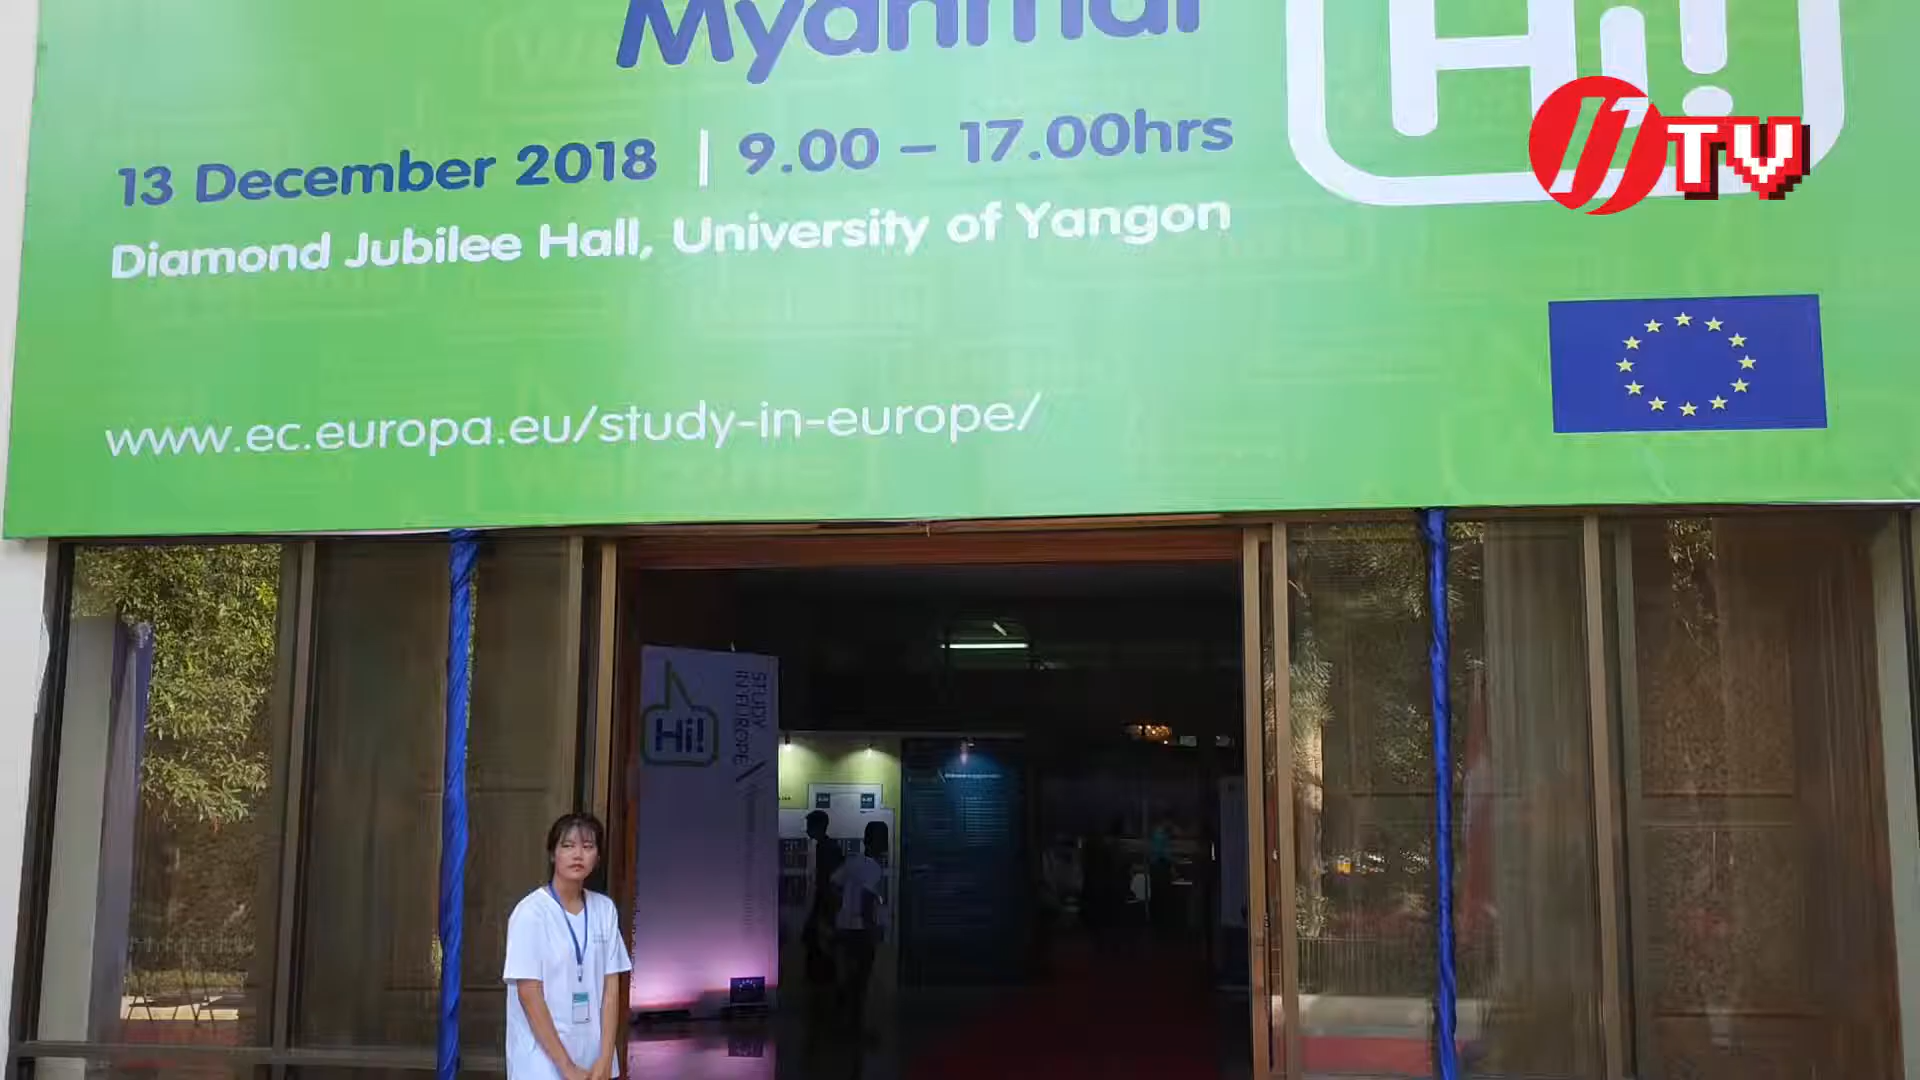 Myanmar
Hi!
13 December 2018 | 9.00 – 17.00hrs
Diamond Jubilee Hall, University of Yangon
www.ec.europa.eu/study-in-europe/
TV
STUDY
IN EUROPE
Hi!